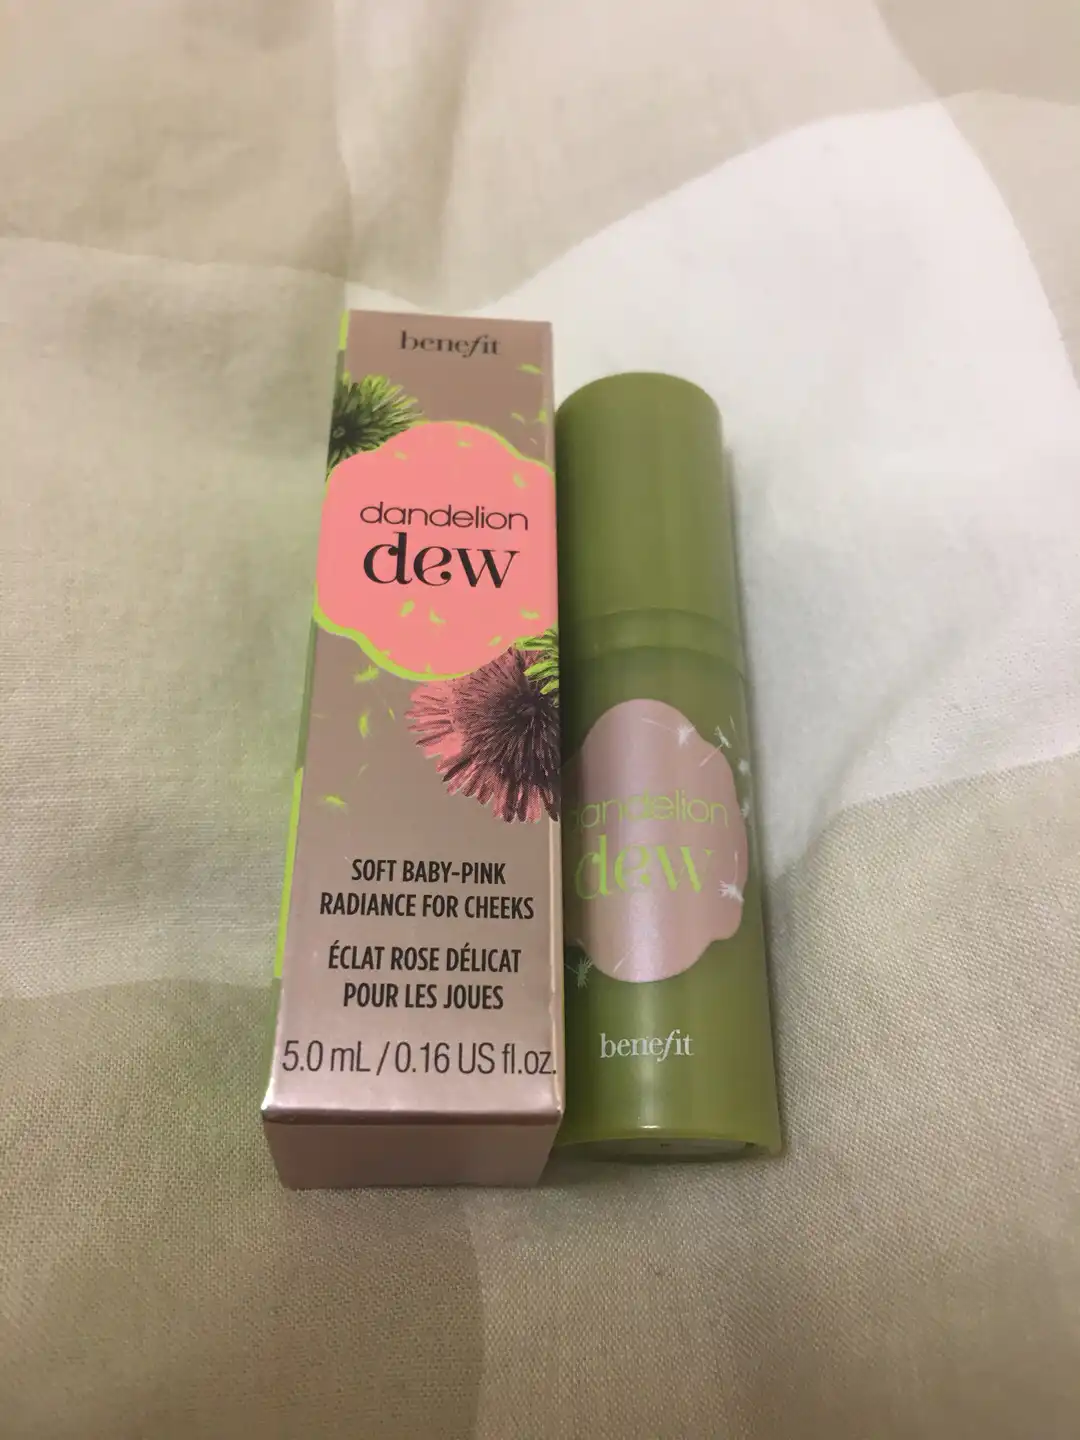 benefit
dandelion
dew
SOFT BABY-PINK
RADIANCE FOR CHEEKS
ÉCLAT ROSE DÉLICAT
POUR LES JOUES
5.0 mL / 0.16 US fl.oz.
dandelion
dew
benefit